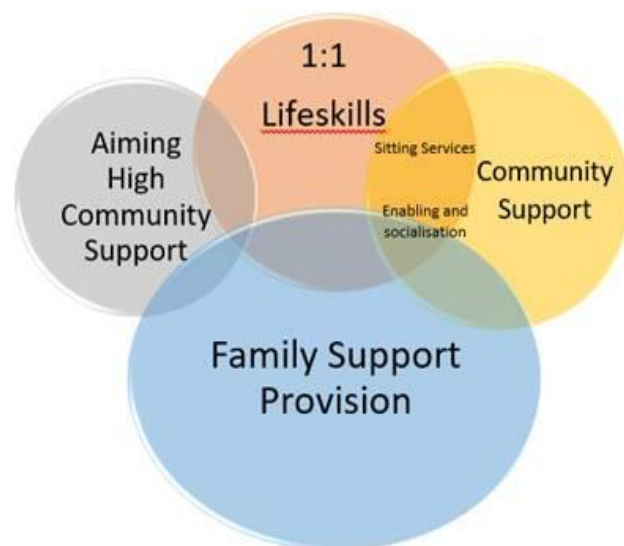 1:1
Lifeskills
Aiming
High
Community
Support
Sitting Services
Enabling and
socialisation
Community
Support
Family Support
Provision